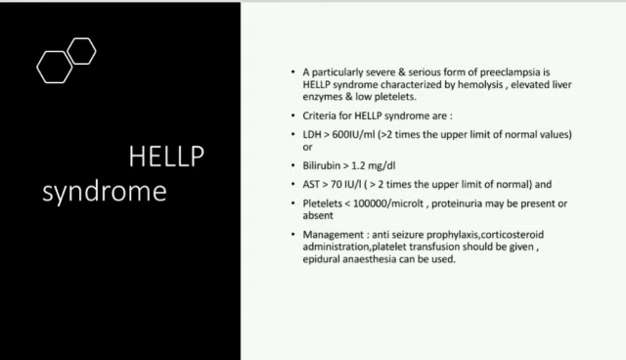 HELLP
syndrome
• A particularly severe & serious form of preeclampsia is
HELLP syndrome characterized by hemolysis , elevated liver
enzymes & low pletelets.
• Criteria for HELLP syndrome are :
• LDH > 600IU/ml (>2 times the upper limit of normal values)
or
• Bilirubin > 1.2 mg/dl
• AST > 70 IU/l ( > 2 times the upper limit of normal) and
• Pletelets < 100000/microlt , proteinuria may be present or
absent
• Management : anti seizure prophylaxis,corticosteroid
administration,platelet transfusion should be given ,
epidural anaesthesia can be used.